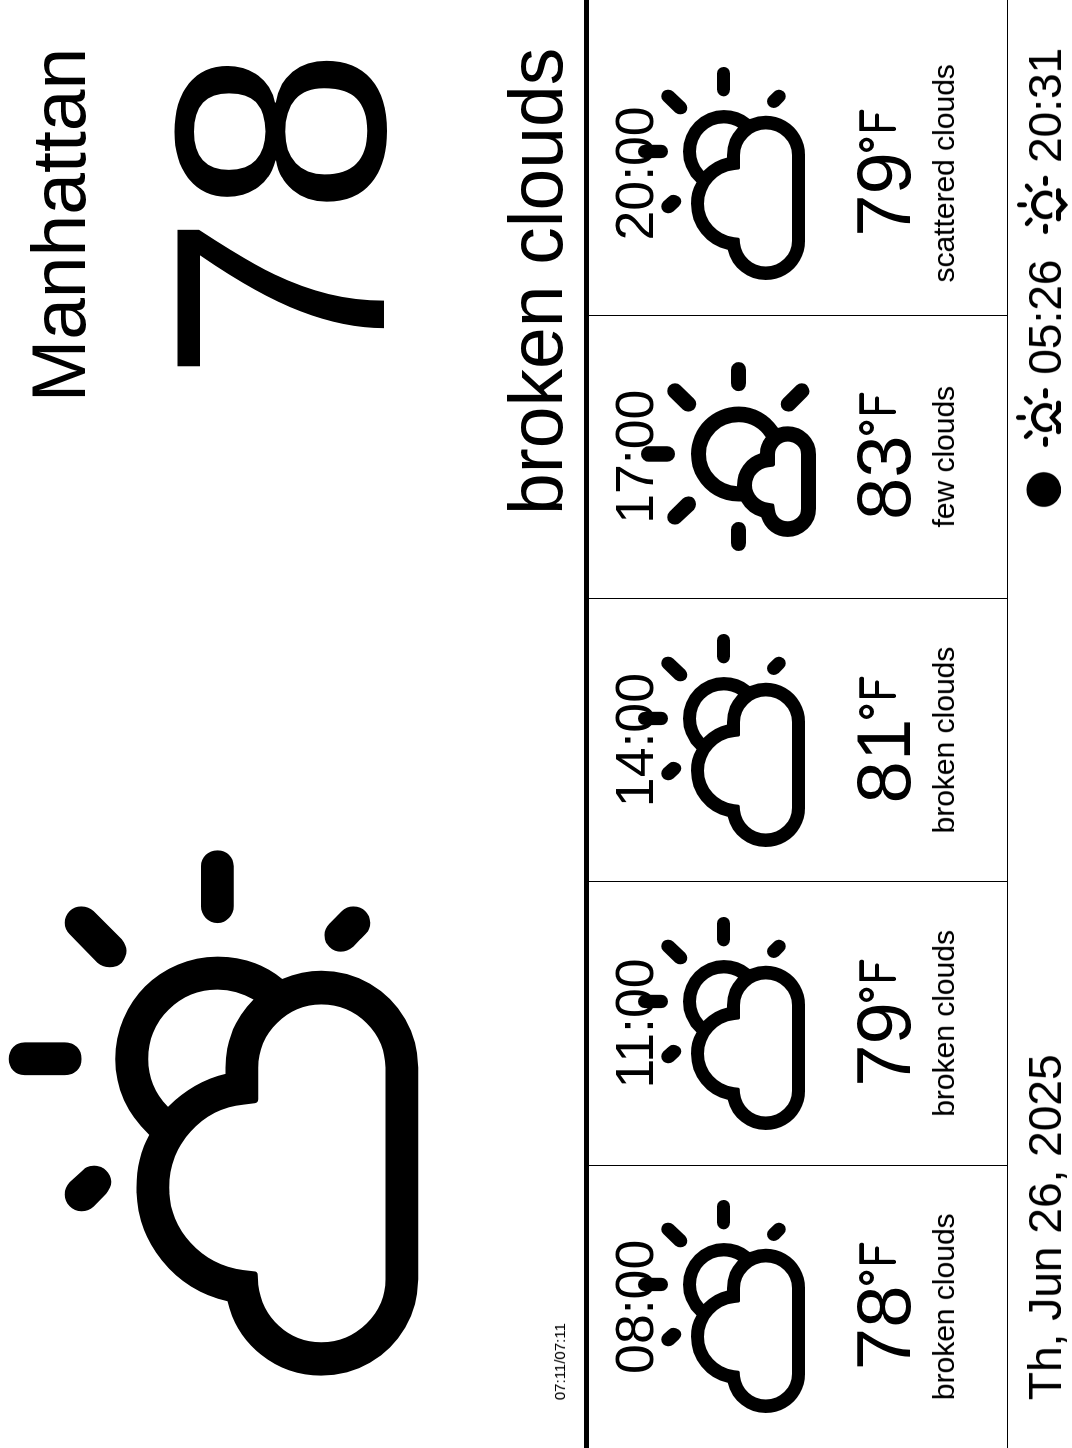 Manhattan
78
broken clouds
07:11/07:11
08:00
78°F
broken clouds
11:00
79°F
broken clouds
14:00
81°F
broken clouds
17:00
83°F
few clouds
20:00
79°F
scattered clouds
Th, Jun 26, 2025
05:26 20:31